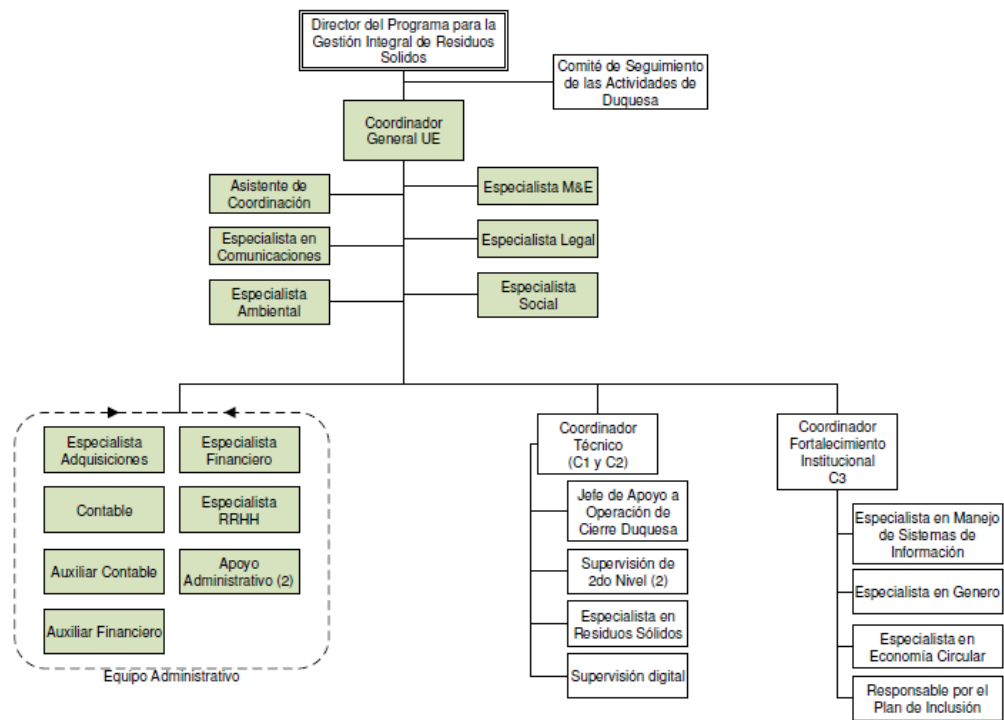 Director del Programa para la
Gestión Integral de Residuos
Solidos
Comité de Seguimiento
de las Actividades de
Duquesa
Coordinador
General UE
Asistente de
Coordinación
Especialista M&E
Especialista en
Comunicaciones
Especialista Legal
Especialista
Ambiental
Especialista
Social
Especialista
Adquisiciones
Especialista
Financiero
Contable
Especialista
RRHH
Auxiliar Contable
Apoyo
Administrativo (2)
Auxiliar Financiero
Equipo Administrativo
Coordinador
Técnico
(C1 y C2)
Jefe de Apoyo a
Operación de
Cierre Duquesa
Supervisión de
2do Nivel (2)
Especialista en
Residuos Sólidos
Supervisión digital
Coordinador
Fortalecimiento
Institucional
C3
Especialista en Manejo
de Sistemas de
Información
Especialista en Genero
Especialista en
Economía Circular
Responsable por el
Plan de Inclusión